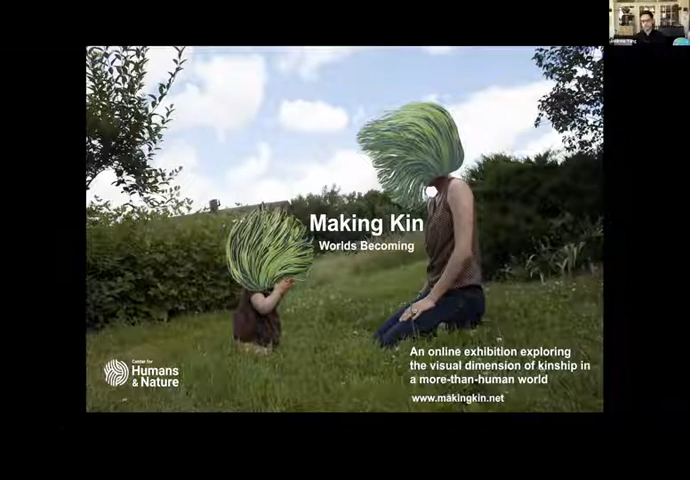 Making Kin
Worlds Becoming
Center for
Humans
& Nature
An online exhibition exploring
the visual dimension of kinship in
a more-than-human world
www.makingkin.net